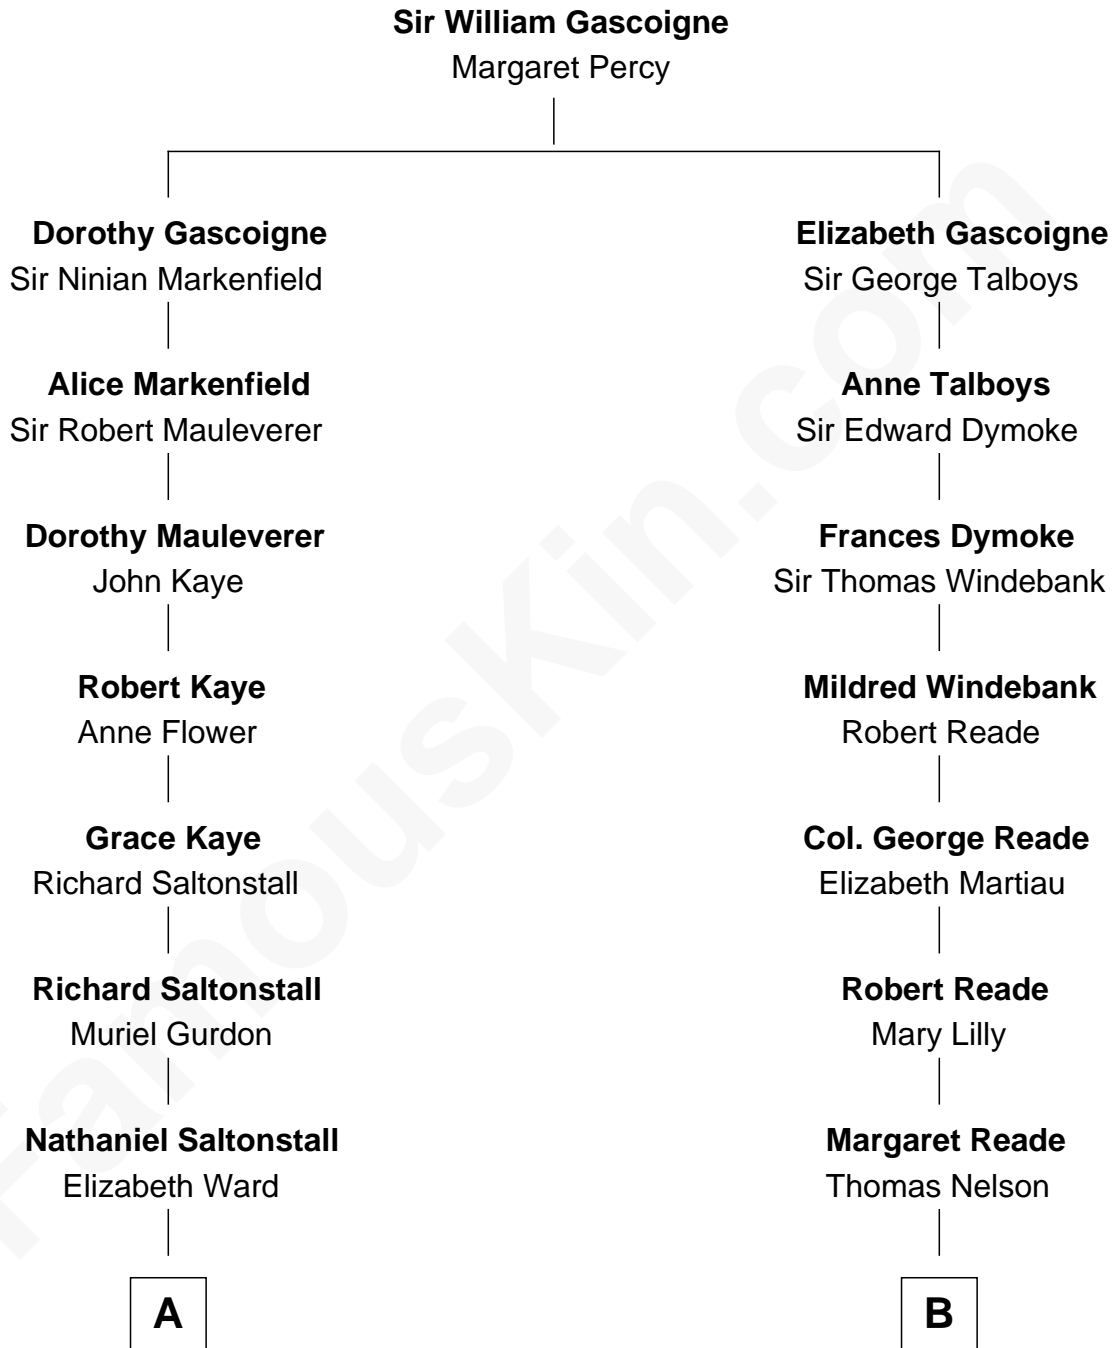 Sir William Gascoigne
Margaret Percy
Dorothy Gascoigne
Sir Ninian Markenfield
Alice Markenfield
Sir Robert Mauleverer
Dorothy Mauleverer
John Kaye
Robert Kaye
Anne Flower
Grace Kaye
Richard Saltonstall
Richard Saltonstall
Muriel Gurdon
Nathaniel Saltonstall
Elizabeth Ward
A
Elizabeth Gascoigne
Sir George Talboys
Anne Talboys
Sir Edward Dymoke
Frances Dymoke
Sir Thomas Windebank
Mildred Windebank
Robert Reade
Col. George Reade
Elizabeth Martiau
Robert Reade
Mary Lilly
Margaret Reade
Thomas Nelson
B
FamousKin.com